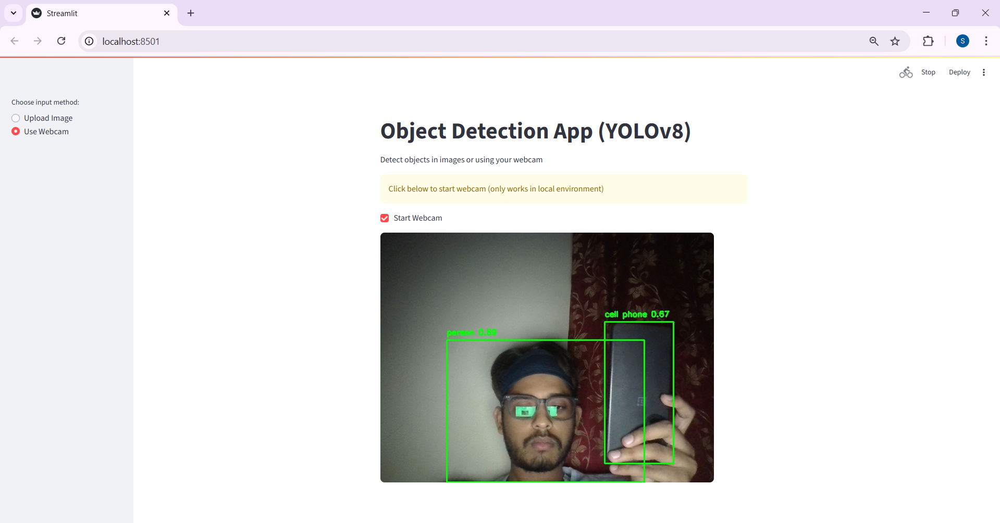 Streamlit
localhost:8501
S
Stop
Deploy
Choose input method:
Upload Image
Use Webcam
Object Detection App (YOLOv8)
Detect objects in images or using your webcam
Click below to start webcam (only works in local environment)
Start Webcam
cell phone 0.67
person 0.89